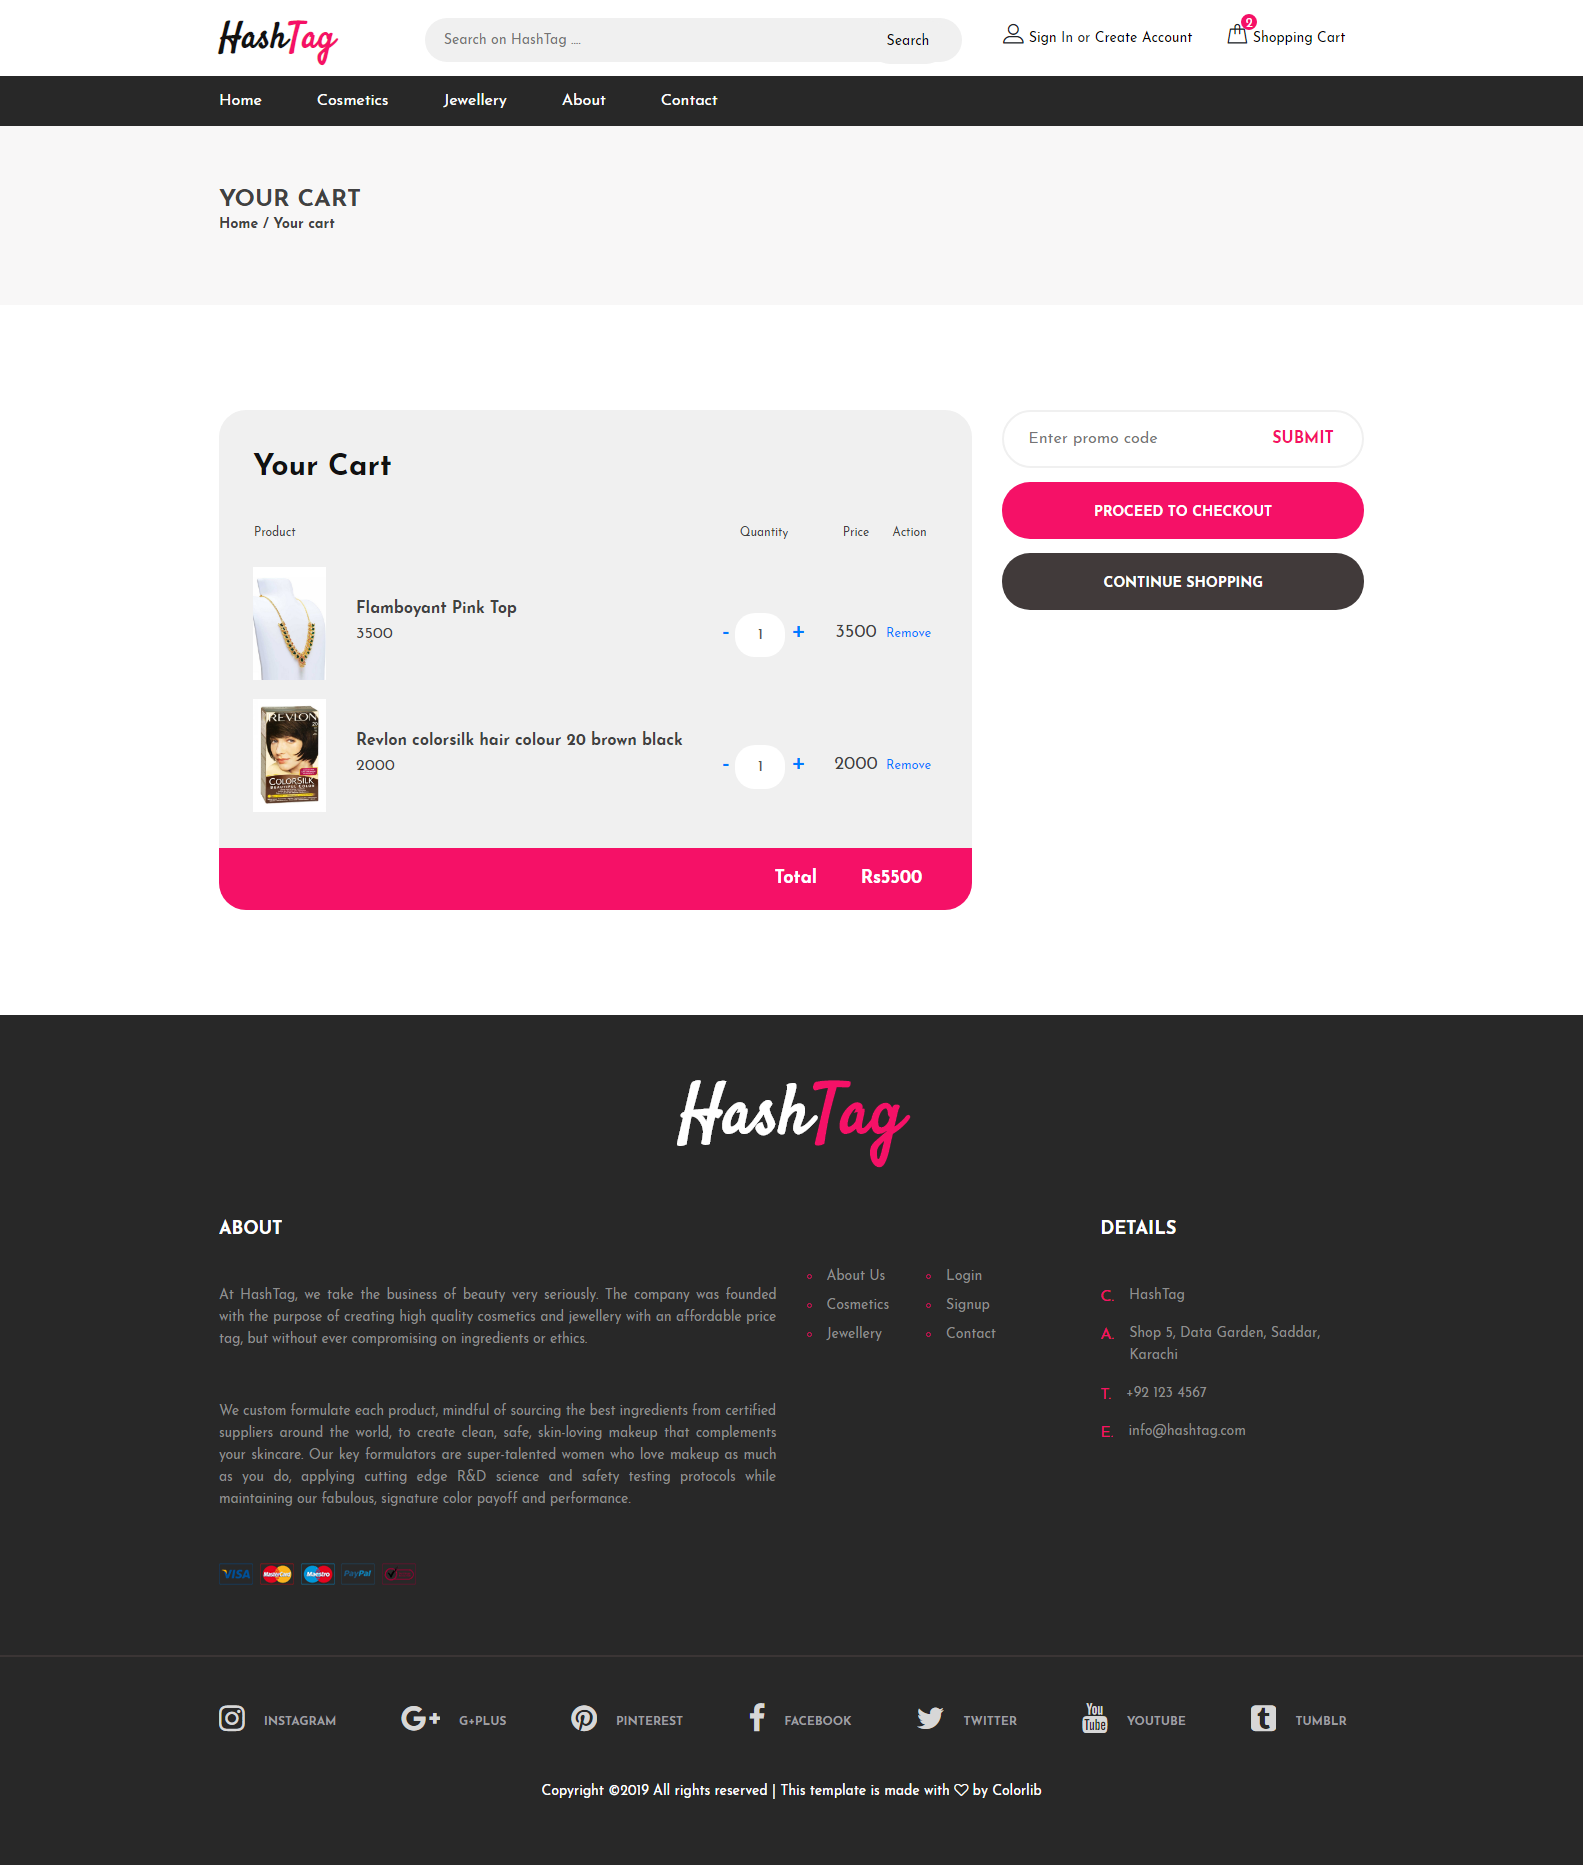 HashTag
Search on HashTag ....
Search
Sign In or Create Account
2
Shopping Cart
Home
Cosmetics
Jewellery
About
Contact
YOUR CART
Home / Your cart
Your Cart
Product
Quantity
Price
Action
Flamboyant Pink Top
3500
-
1
+
3500
Remove
REVLON
COLORSILK
BEAUTIFUL COLOR
Revlon colorsilk hair colour 20 brown black
2000
-
1
+
2000
Remove
Total
Rs5500
Enter promo code
SUBMIT
PROCEED TO CHECKOUT
CONTINUE SHOPPING
HashTag
ABOUT
At HashTag, we take the business of beauty very seriously. The company was founded
with the purpose of creating high quality cosmetics and jewellery with an affordable price
tag, but without ever compromising on ingredients or ethics.
We custom formulate each product, mindful of sourcing the best ingredients from certified
suppliers around the world, to create clean, safe, skin-loving makeup that complements
your skincare. Our key formulators are super-talented women who love makeup as much
as you do, applying cutting edge R&D science and safety testing protocols while
maintaining our fabulous, signature color payoff and performance.
VISA
MasterCard
Maestro
PayPal
About Us
Cosmetics
Jewellery
Login
Signup
Contact
DETAILS
C. HashTag
A. Shop 5, Data Garden, Saddar,
Karachi
T. +92 123 4567
E. info@hashtag.com
INSTAGRAM
G+PLUS
PINTEREST
FACEBOOK
TWITTER
You Tube
YOUTUBE
TUMBLR
Copyright ©2019 All rights reserved | This template is made with ♡ by Colorlib